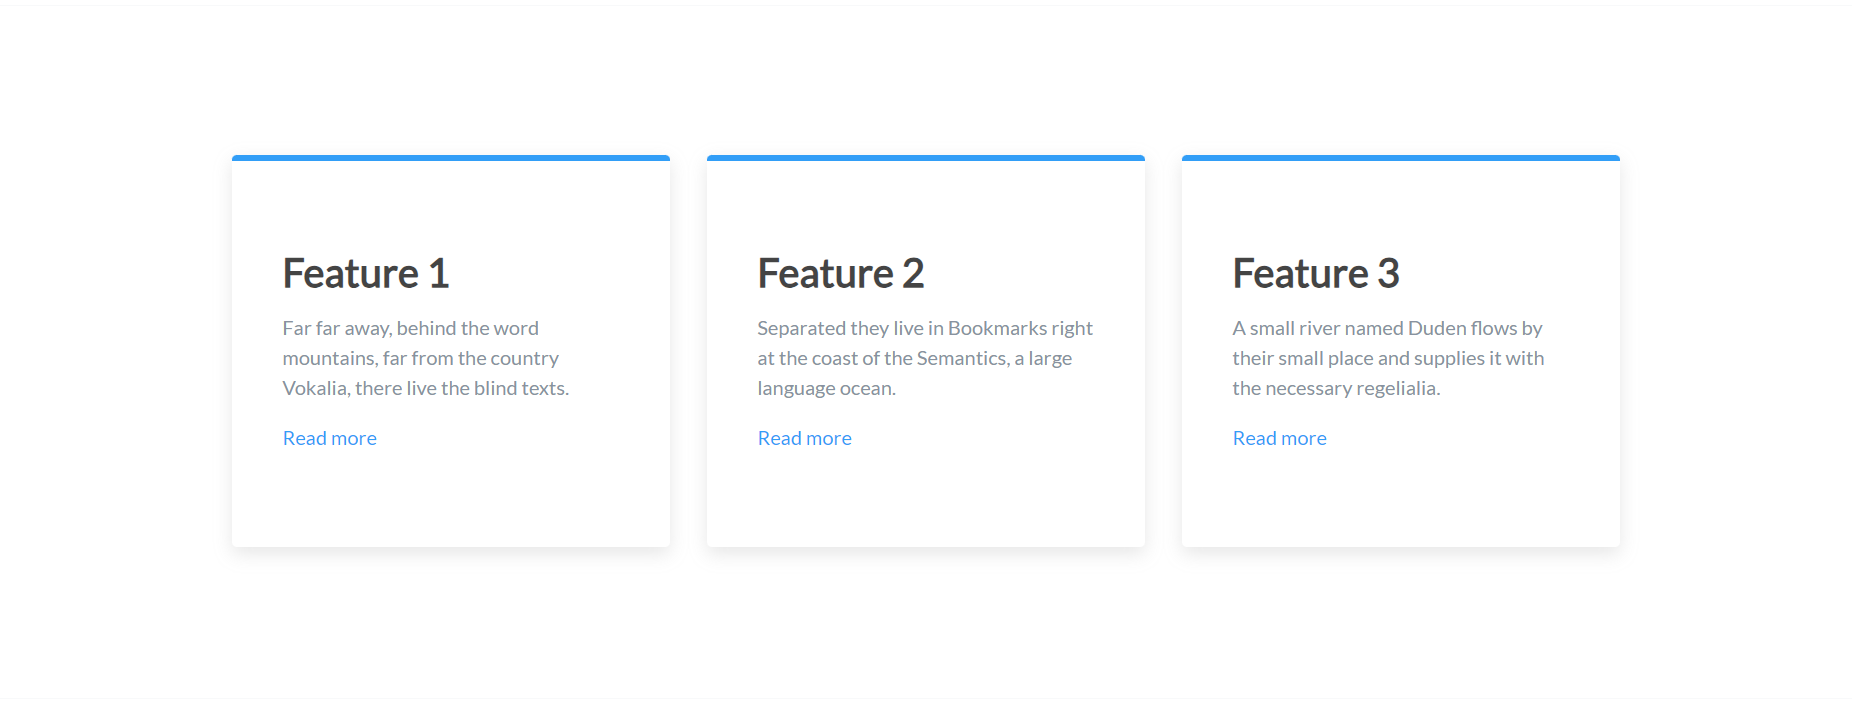 Feature 1
Far far away, behind the word
mountains, far from the country
Vokalia, there live the blind texts.
Read more
Feature 2
Separated they live in Bookmarks right
at the coast of the Semantics, a large
language ocean.
Read more
Feature 3
A small river named Duden flows by
their small place and supplies it with
the necessary regelialia.
Read more